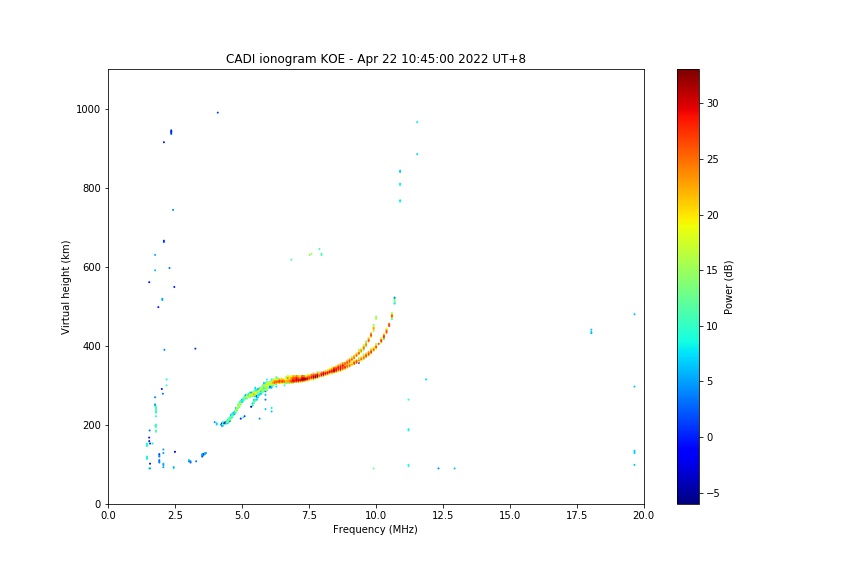 CADI ionogram KOE - Apr 22 10:45:00 2022 UT+8
1000
800
600
400
200
0
Virtual height (km)
0.0 2.5 5.0 7.5 10.0 12.5 15.0 17.5 20.0
Frequency (MHz)
30
25
20
15
10
5
0
−5
Power (dB)